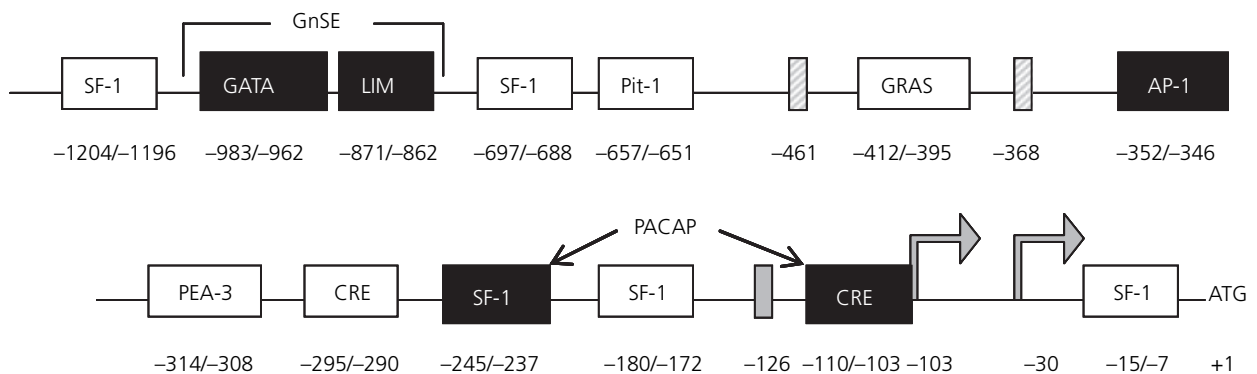 GnSE
SF-1 GATA LIM SF-1 Pit-1 GRAS AP-1
–1204/–1196 –983/–962 –871/–862 –697/–688 –657/–651 –461 –412/–395 –368 –352/–346
PACAP
PEA-3 CRE SF-1 SF-1 CRE SF-1 ATG
–314/–308 –295/–290 –245/–237 –180/–172 –126 –110/–103 –103 –30 –15/–7 +1